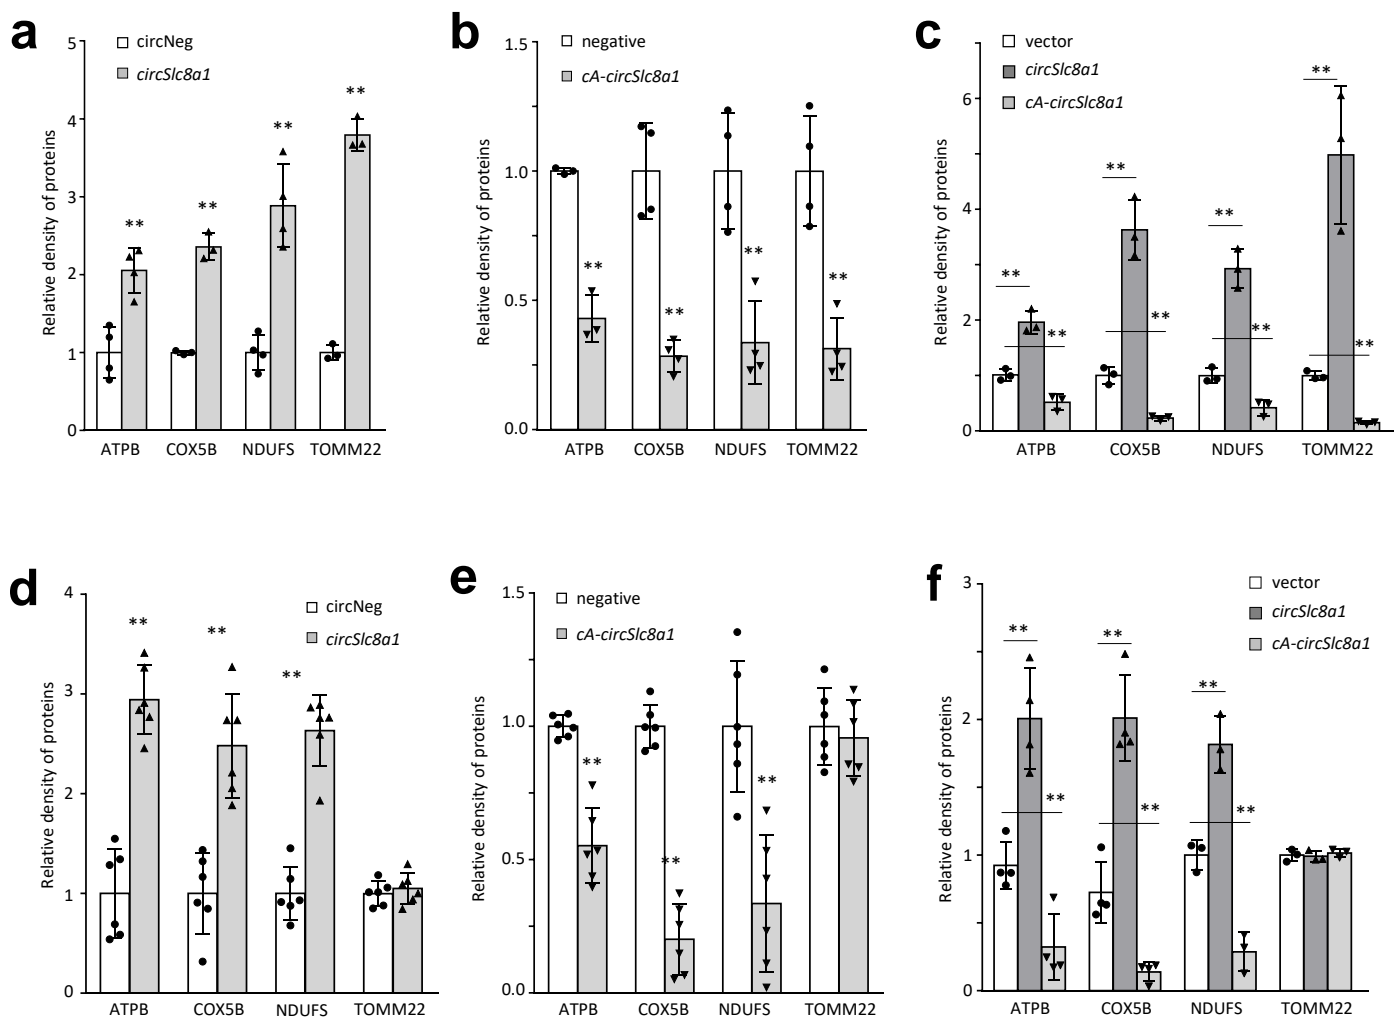 a
5
4
3
2
1
0
Relative density of proteins
circNeg
circSlc8a1
**
**
**
**
ATPB COX5B NDUFS TOMM22
b
1.5
1.0
0.5
0.0
Relative density of proteins
negative
cA-circSlc8a1
**
**
**
**
ATPB COX5B NDUFS TOMM22
c
6
4
2
0
Relative density of proteins
vector
circSlc8a1
cA-circSlc8a1
**
**
**
**
**
**
**
**
ATPB COX5B NDUFS TOMM22
d
4
3
2
1
0
Relative density of proteins
circNeg
circSlc8a1
**
**
**
ATPB COX5B NDUFS TOMM22
e
1.5
1.0
0.5
0.0
Relative density of proteins
negative
cA-circSlc8a1
**
**
**
ATPB COX5B NDUFS TOMM22
f
3
2
1
0
Relative density of proteins
vector
circSlc8a1
cA-circSlc8a1
**
**
**
**
**
**
ATPB COX5B NDUFS TOMM22